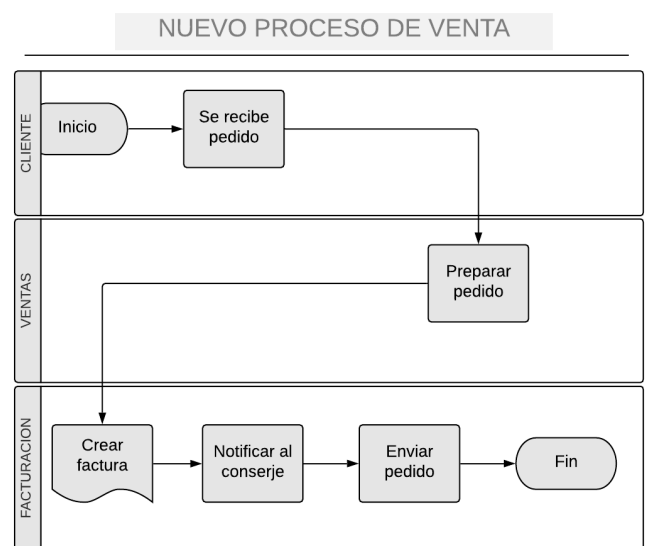 NUEVO PROCESO DE VENTA
CLIENTE
Inicio
Se recibe
pedido
VENTAS
Preparar
pedido
FACTURACION
Crear
factura
Notificar al
conserje
Enviar
pedido
Fin